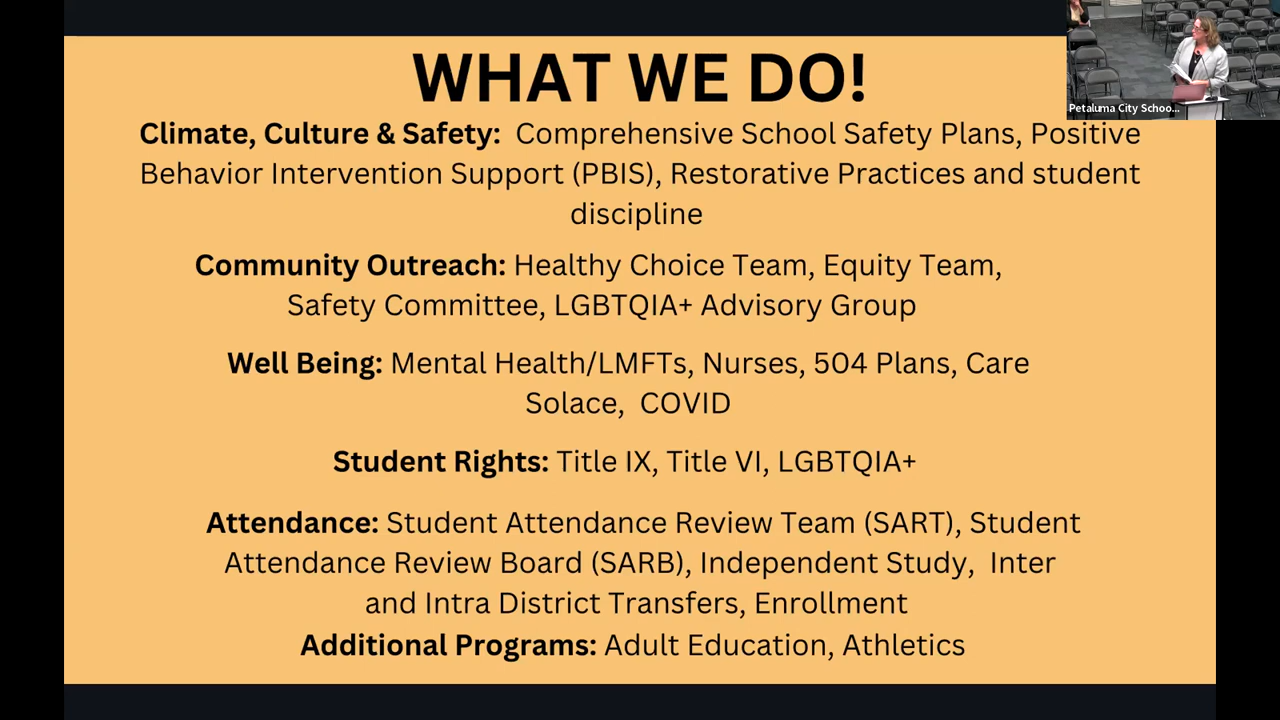 WHAT WE DO!
Petaluma City Schoo...
Climate, Culture & Safety:  Comprehensive School Safety Plans, Positive
Behavior Intervention Support (PBIS), Restorative Practices and student
discipline
Community Outreach: Healthy Choice Team, Equity Team,
Safety Committee, LGBTQIA+ Advisory Group
Well Being: Mental Health/LMFTs, Nurses, 504 Plans, Care
Solace,  COVID
Student Rights: Title IX, Title VI, LGBTQIA+
Attendance: Student Attendance Review Team (SART), Student
Attendance Review Board (SARB), Independent Study,  Inter
and Intra District Transfers, Enrollment
Additional Programs: Adult Education, Athletics